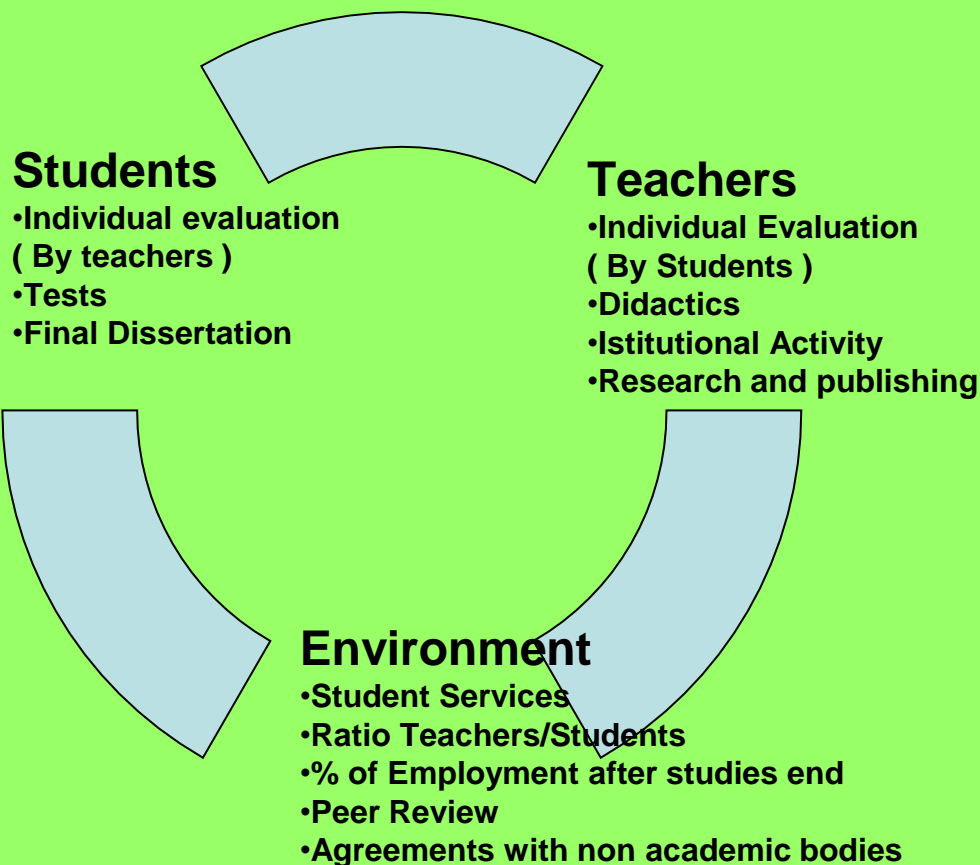 Students
•Individual evaluation
( By teachers )
•Tests
•Final Dissertation
Teachers
•Individual Evaluation
( By Students )
•Didactics
•Istitutional Activity
•Research and publishing
Environment
•Student Services
•Ratio Teachers/Students
•% of Employment after studies end
•Peer Review
•Agreements with non academic bodies